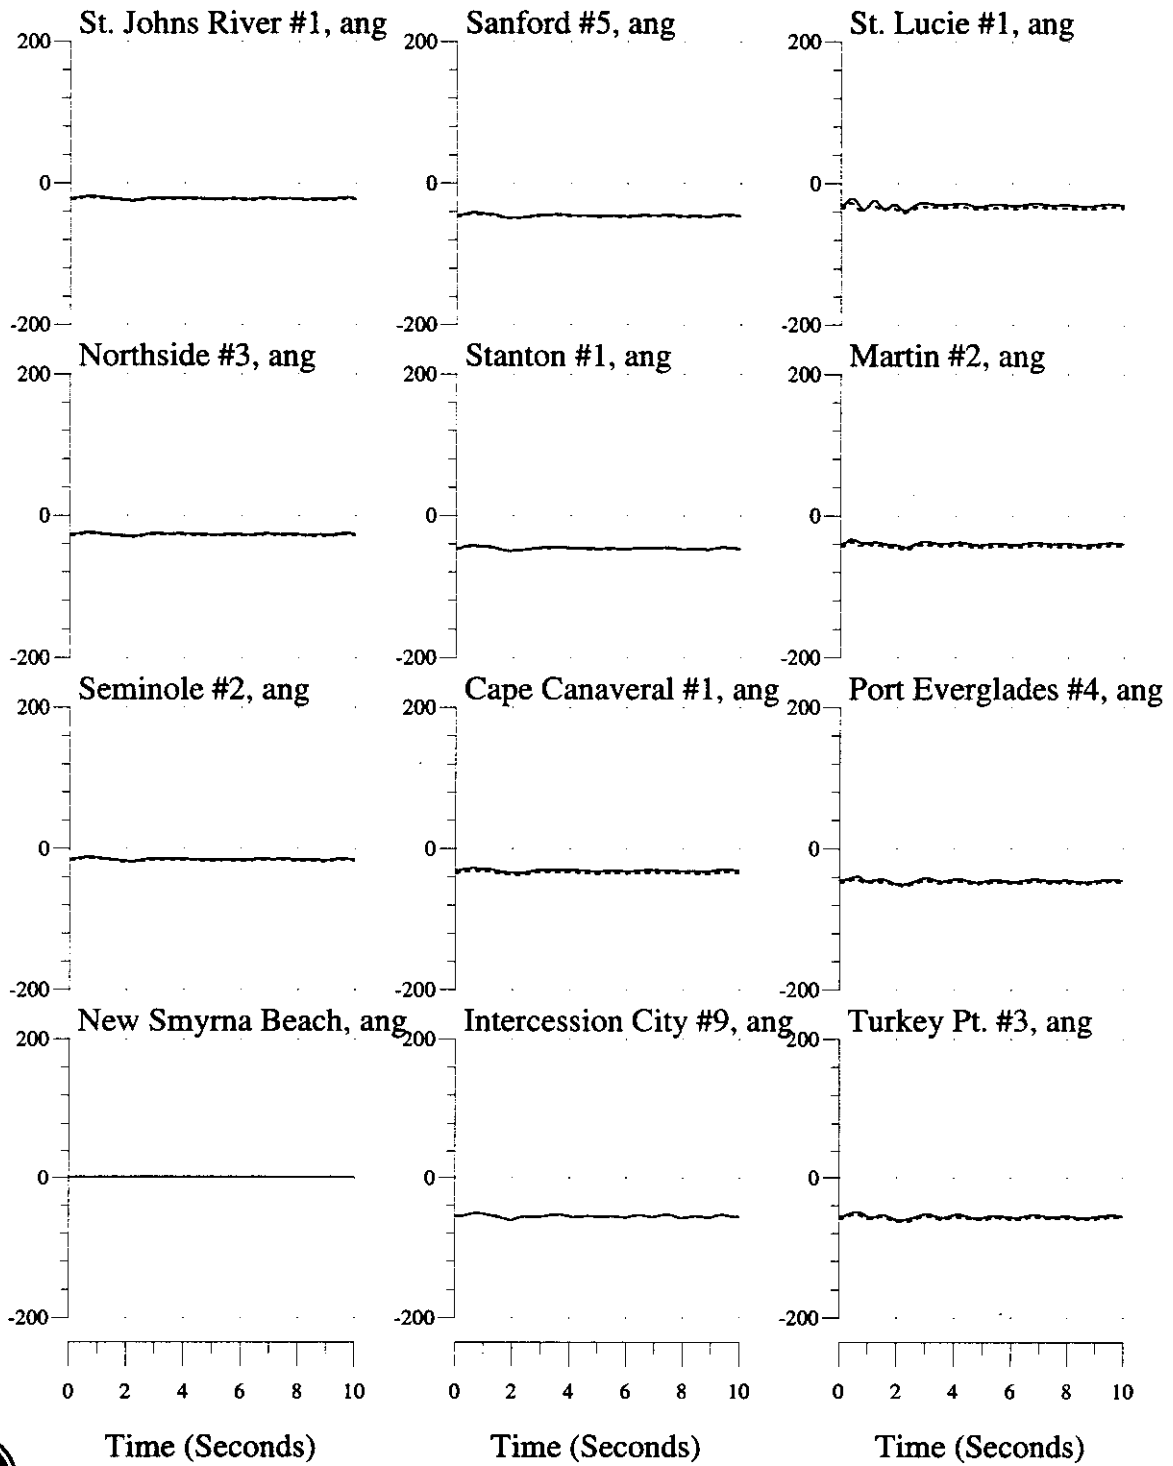 St. Johns River #1, ang Sanford #5, ang St. Lucie #1, ang
200 200 200
0 0 0
-200 -200 -200
Northside #3, ang Stanton #1, ang Martin #2, ang
200 200 200
0 0 0
-200 -200 -200
Seminole #2, ang Cape Canaveral #1, ang Port Everglades #4, ang
200 200 200
0 0 0
-200 -200 -200
New Smyrna Beach, ang Intercession City #9, ang Turkey Pt. #3, ang
200 200 200
0 0 0
-200 -200 -200
0 2 4 6 8 10 0 2 4 6 8 10 0 2 4 6 8 10
Time (Seconds) Time (Seconds) Time (Seconds)